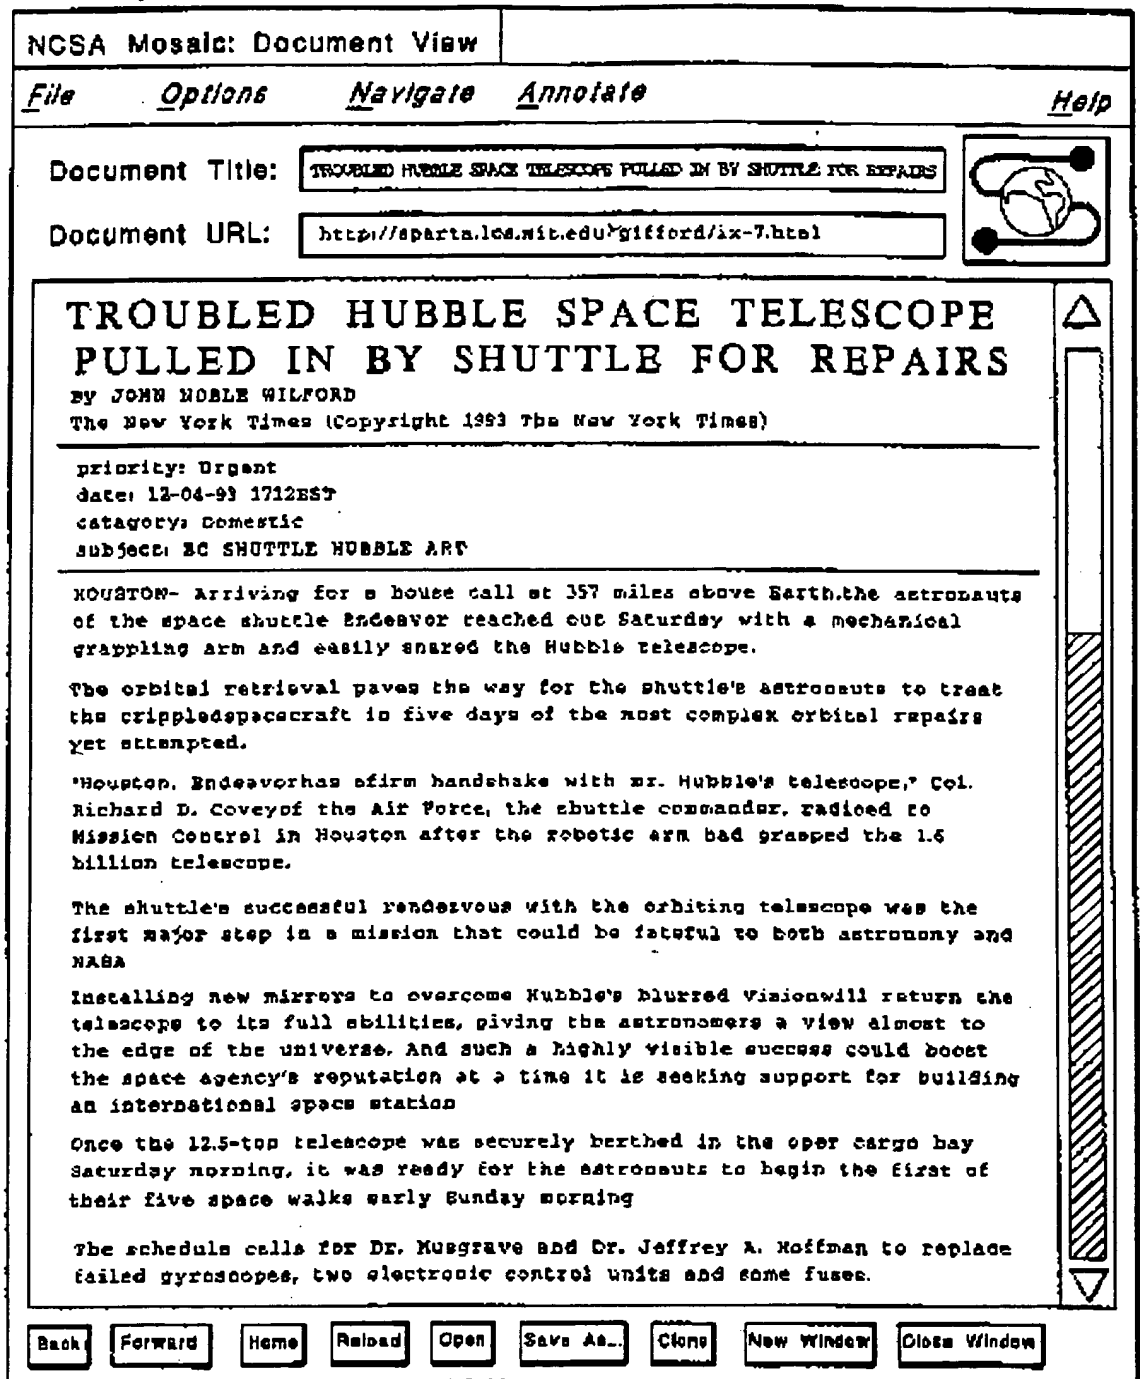 NCSA Mosaic: Document View
File Options Navigate Annotate Help
Document Title: TROUBLED HUBBLE SPACE TELESCOPE PULLED IN BY SHUTTLE FOR REPAIRS
Document URL: http://sparta.lcs.mit.edu/~gifford/ix-7.html
TROUBLED HUBBLE SPACE TELESCOPE
PULLED IN BY SHUTTLE FOR REPAIRS
BY JOHN NOBLE WILFORD
The New York Times (Copyright 1993 The New York Times)
priority: Urgent
date: 12-04-93 1712EST
catagory: Domestic
subject: BC SHUTTLE HUBBLE ART
HOUSTON- Arriving for a house call at 357 miles above Earth.the astronauts
of the space shuttle Endeavor reached out Saturday with a mechanical
grappling arm and easily snared the Hubble telescope.
The orbital retrieval paves the way for the shuttle's astronauts to treat
the crippledspacecraft in five days of the most complex orbital repairs
yet attempted.
"Houston, Endeavorhas afirm handshake with mr. Hubble's telescope," Col.
Richard D. Coveyof the Air Force, the shuttle commander, radioed to
Mission Control in Houston after the robotic arm had grasped the 1.6
billion telescope.
The shuttle's successful rendezvous with the orbiting telescope was the
first major step in a mission that could be fateful to both astronomy and
NASA
Installing new mirrors to overcome Hubble's blurred Visionwill return the
telescope to its full abilities, giving the astronomers a view almost to
the edge of the universe. And such a highly visible success could boost
the space agency's reputation at a time it is seeking support for building
an international space station
Once the 12.5-ton telescope was securely berthed in the open cargo bay
Saturday morning, it was ready for the astronauts to begin the first of
their five space walks early Sunday morning
The schedule calls for Dr. Musgrave and Dr. Jeffrey A. Hoffman to replace
failed gyroscopes, two electronic control units and some fuses.
Back Forward Home Reload Open Save As... Clone New Window Close Window